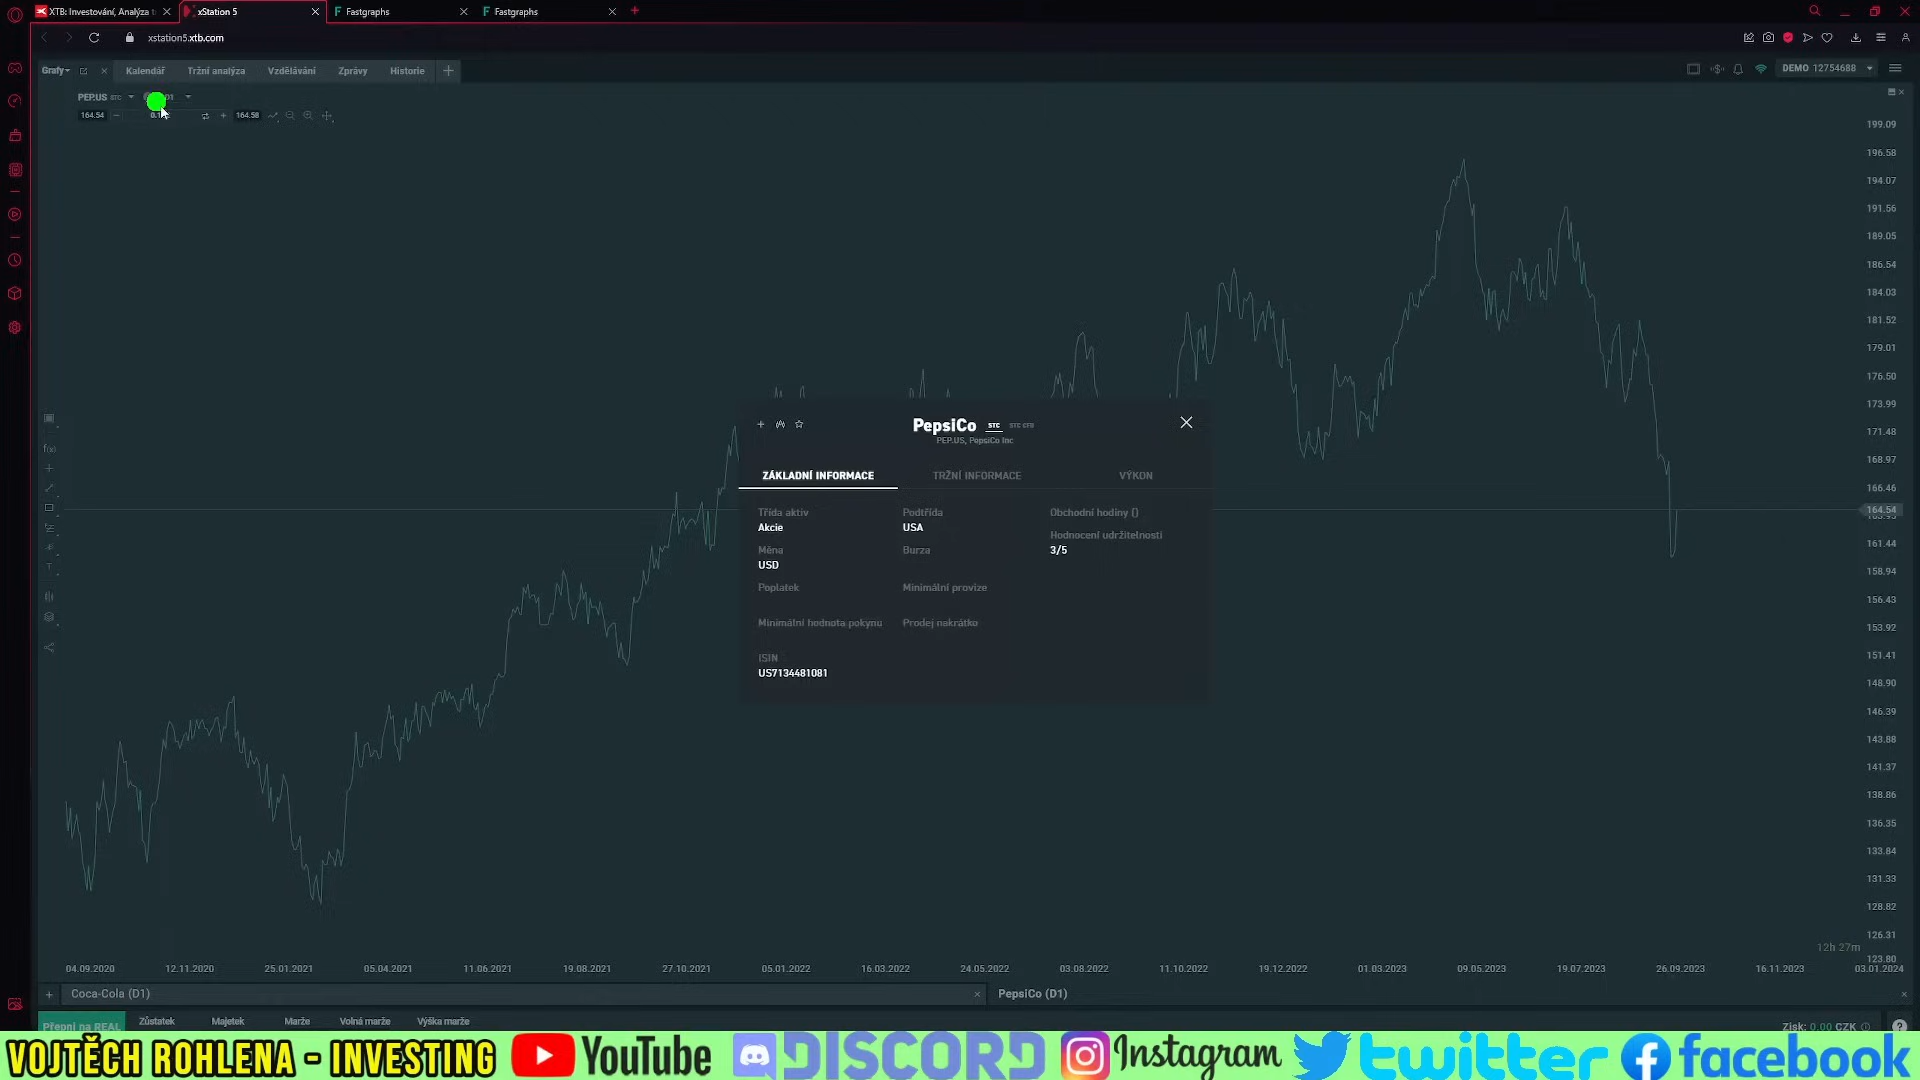 XTB: Investování, Analýza t
xStation 5
Fastgraphs
Fastgraphs
xstation5.xtb.com
Grafy
Kalendář
Tržní analýza
Vzdělávání
Zprávy
Historie
DEMO 12754688
PEP.US STC
D1
164.54
164.58
199.09
196.58
194.07
191.56
189.05
186.54
184.03
181.52
179.01
176.50
173.99
171.48
168.97
166.46
164.54
161.44
158.94
156.43
153.92
151.41
148.90
146.39
143.88
141.37
138.86
136.35
133.84
131.33
128.82
126.31
123.80
PepsiCo STC STC CFD
PEP.US, PepsiCo Inc
ZÁKLADNÍ INFORMACE
TRŽNÍ INFORMACE
VÝKON
Třída aktiv
Akcie
Podtřída
USA
Obchodní hodiny ()
Hodnocení udržitelnosti
3/5
Měna
USD
Burza
Poplatek
Minimální provize
Minimální hodnota pokynu
Prodej nakrátko
ISIN
US7134481081
12h 27m
04.09.2020
12.11.2020
25.01.2021
05.04.2021
11.06.2021
19.08.2021
27.10.2021
05.01.2022
16.03.2022
24.05.2022
03.08.2022
11.10.2022
19.12.2022
01.03.2023
09.05.2023
19.07.2023
26.09.2023
16.11.2023
03.01.2024
Coca-Cola (D1)
PepsiCo (D1)
Přepni na REAL
Zůstatek
Majetek
Marže
Volná marže
Výška marže
Zisk: 0.00 CZK
VOJTĚCH ROHLENA - INVESTING
YouTube
DISCORD
Instagram
twitter
facebook